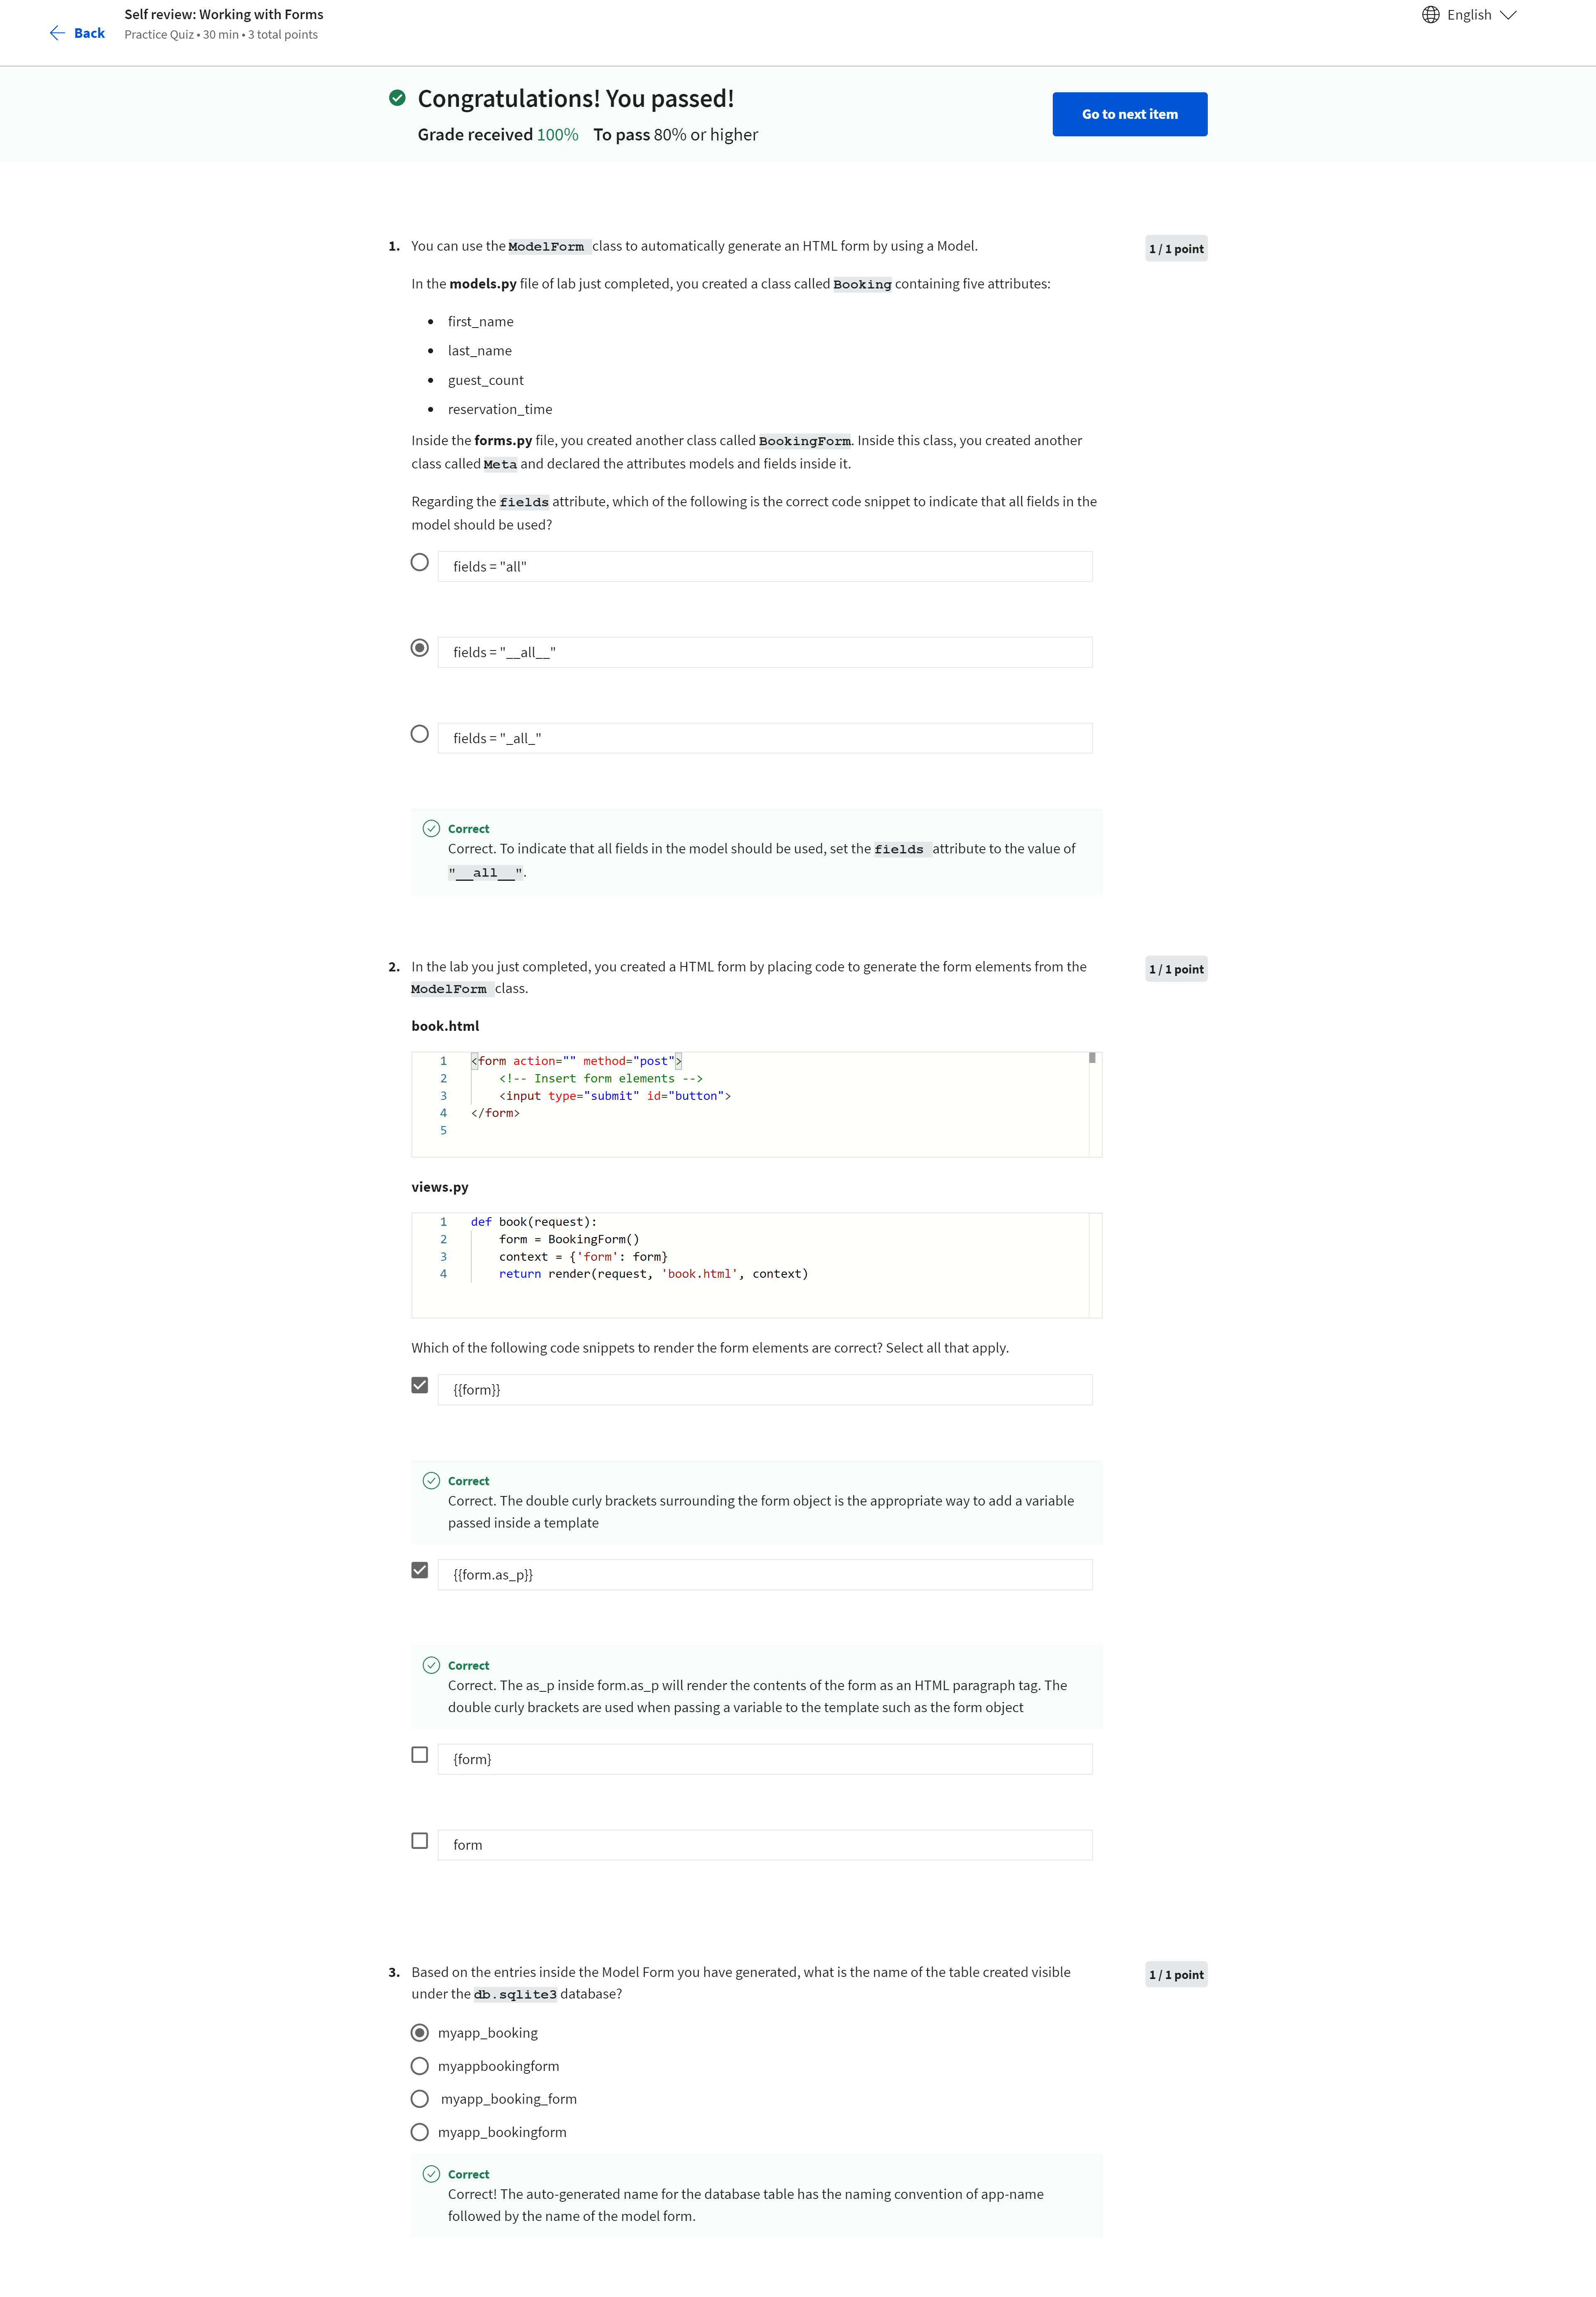 Self review: Working with Forms
Back
Practice Quiz • 30 min • 3 total points
English
Congratulations! You passed!
Grade received 100% To pass 80% or higher
Go to next item
1. You can use the ModelForm class to automatically generate an HTML form by using a Model.
1 / 1 point
In the models.py file of lab just completed, you created a class called Booking containing five attributes:
• first_name
• last_name
• guest_count
• reservation_time
Inside the forms.py file, you created another class called BookingForm. Inside this class, you created another
class called Meta and declared the attributes models and fields inside it.
Regarding the fields attribute, which of the following is the correct code snippet to indicate that all fields in the
model should be used?
fields = "all"
fields = "__all__"
fields = "_all_"
Correct
Correct. To indicate that all fields in the model should be used, set the fields attribute to the value of
"__all__".
2. In the lab you just completed, you created a HTML form by placing code to generate the form elements from the
1 / 1 point
ModelForm class.
book.html
1 <form action="" method="post">
2 <!-- Insert form elements -->
3 <input type="submit" id="button">
4 </form>
5
views.py
1 def book(request):
2 form = BookingForm()
3 context = {'form': form}
4 return render(request, 'book.html', context)
Which of the following code snippets to render the form elements are correct? Select all that apply.
{{form}}
Correct
Correct. The double curly brackets surrounding the form object is the appropriate way to add a variable
passed inside a template
{{form.as_p}}
Correct
Correct. The as_p inside form.as_p will render the contents of the form as an HTML paragraph tag. The
double curly brackets are used when passing a variable to the template such as the form object
{form}
form
3. Based on the entries inside the Model Form you have generated, what is the name of the table created visible
1 / 1 point
under the db.sqlite3 database?
myapp_booking
myappbookingform
myapp_booking_form
myapp_bookingform
Correct
Correct! The auto-generated name for the database table has the naming convention of app-name
followed by the name of the model form.